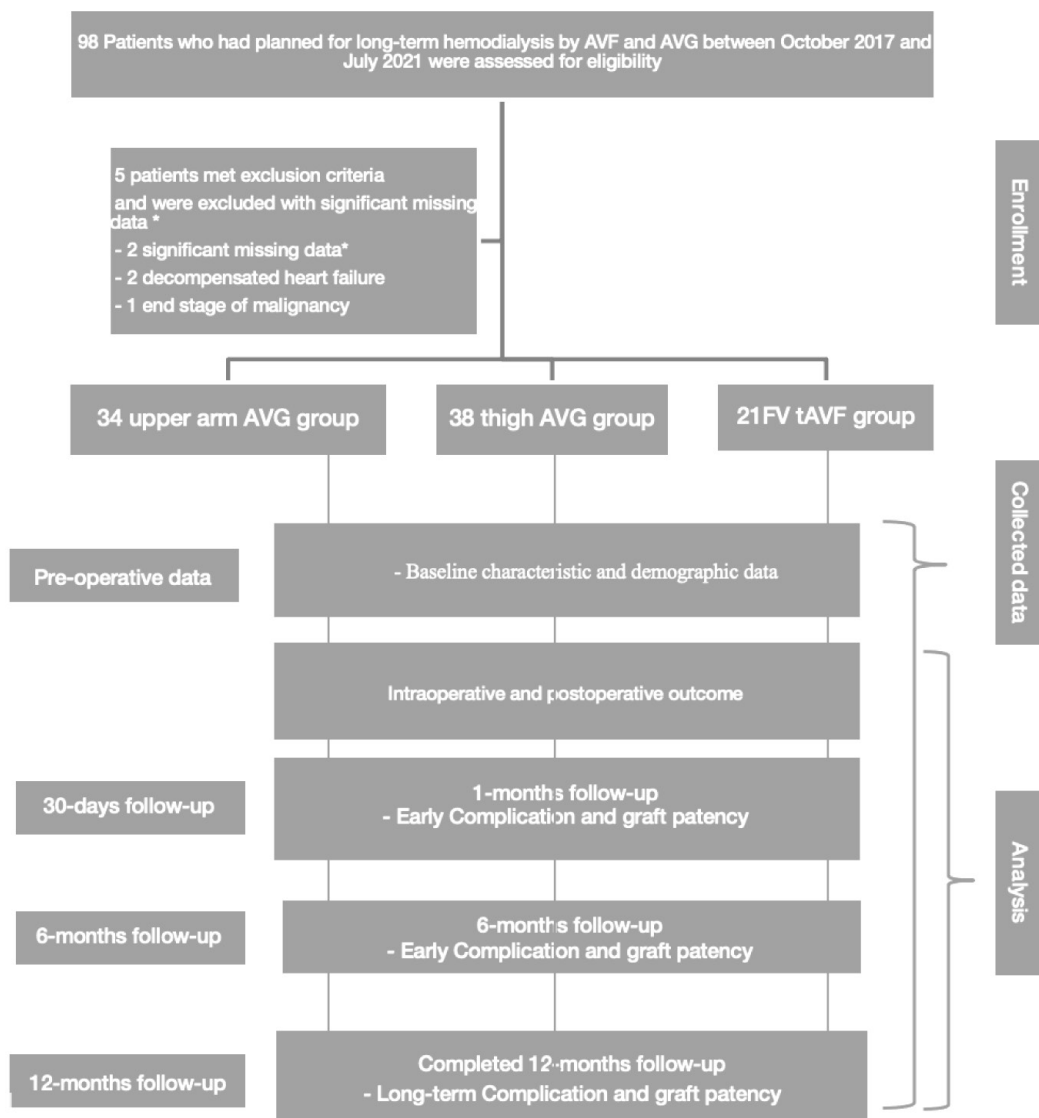 98 Patients who had planned for long-term hemodialysis by AVF and AVG between October 2017 and
July 2021 were assessed for eligibility
5 patients met exclusion criteria
and were excluded with significant missing
data *
- 2 significant missing data*
- 2 decompensated heart failure
- 1 end stage of malignancy
Enrollment
34 upper arm AVG group
38 thigh AVG group
21FV tAVF group
Collected data
Pre-operative data
- Baseline characteristic and demographic data
Intraoperative and postoperative outcome
30-days follow-up
1-months follow-up
- Early Complication and graft patency
Analysis
6-months follow-up
6-months follow-up
- Early Complication and graft patency
12-months follow-up
Completed 12-months follow-up
- Long-term Complication and graft patency